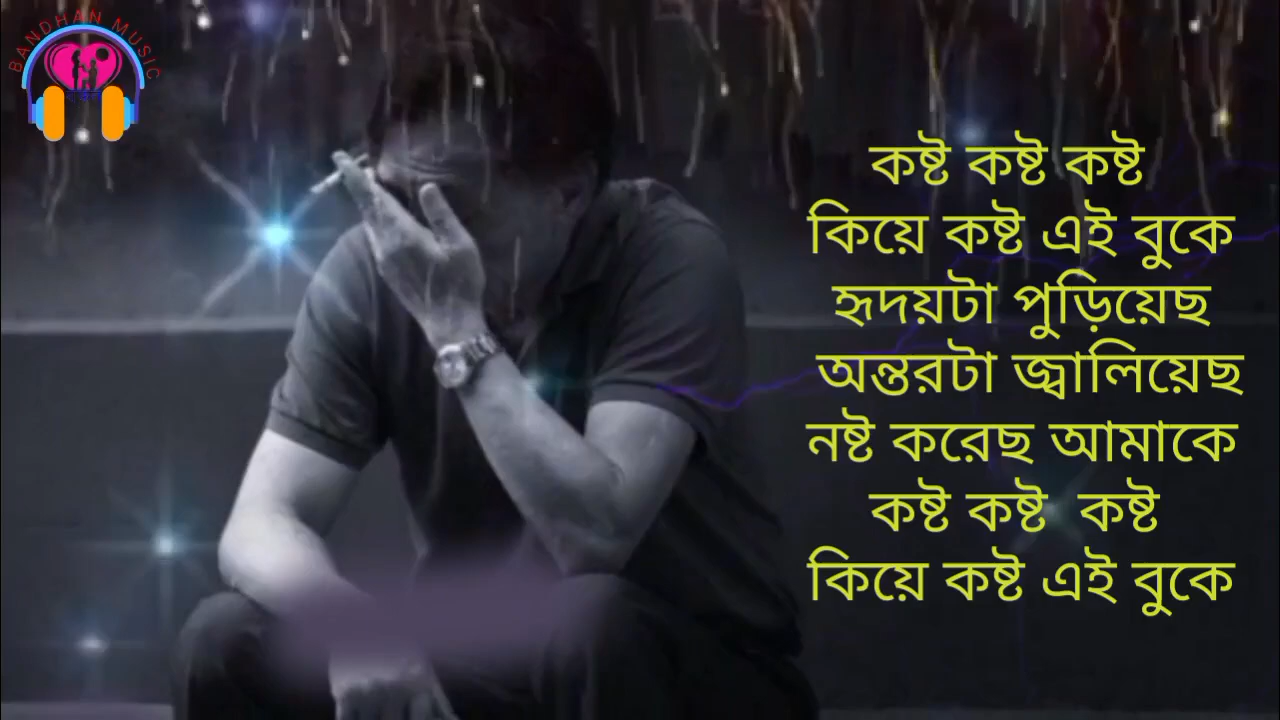 BANDHAN MUSIC
কষ্ট কষ্ট কষ্ট
কিয়ে কষ্ট এই বুকে
হৃদয়টা পুড়িয়েছ
অন্তরটা জ্বালিয়েছ
নষ্ট করেছ আমাকে
কষ্ট কষ্ট কষ্ট
কিয়ে কষ্ট এই বুকে